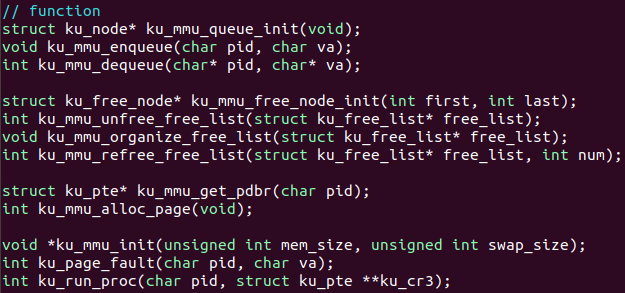 // function
struct ku_node* ku_mmu_queue_init(void);
void ku_mmu_enqueue(char pid, char va);
int ku_mmu_dequeue(char* pid, char* va);
struct ku_free_node* ku_mmu_free_node_init(int first, int last);
int ku_mmu_unfree_free_list(struct ku_free_list* free_list);
void ku_mmu_organize_free_list(struct ku_free_list* free_list);
int ku_mmu_refree_free_list(struct ku_free_list* free_list, int num);
struct ku_pte* ku_mmu_get_pdbr(char pid);
int ku_mmu_alloc_page(void);
void *ku_mmu_init(unsigned int mem_size, unsigned int swap_size);
int ku_page_fault(char pid, char va);
int ku_run_proc(char pid, struct ku_pte **ku_cr3);